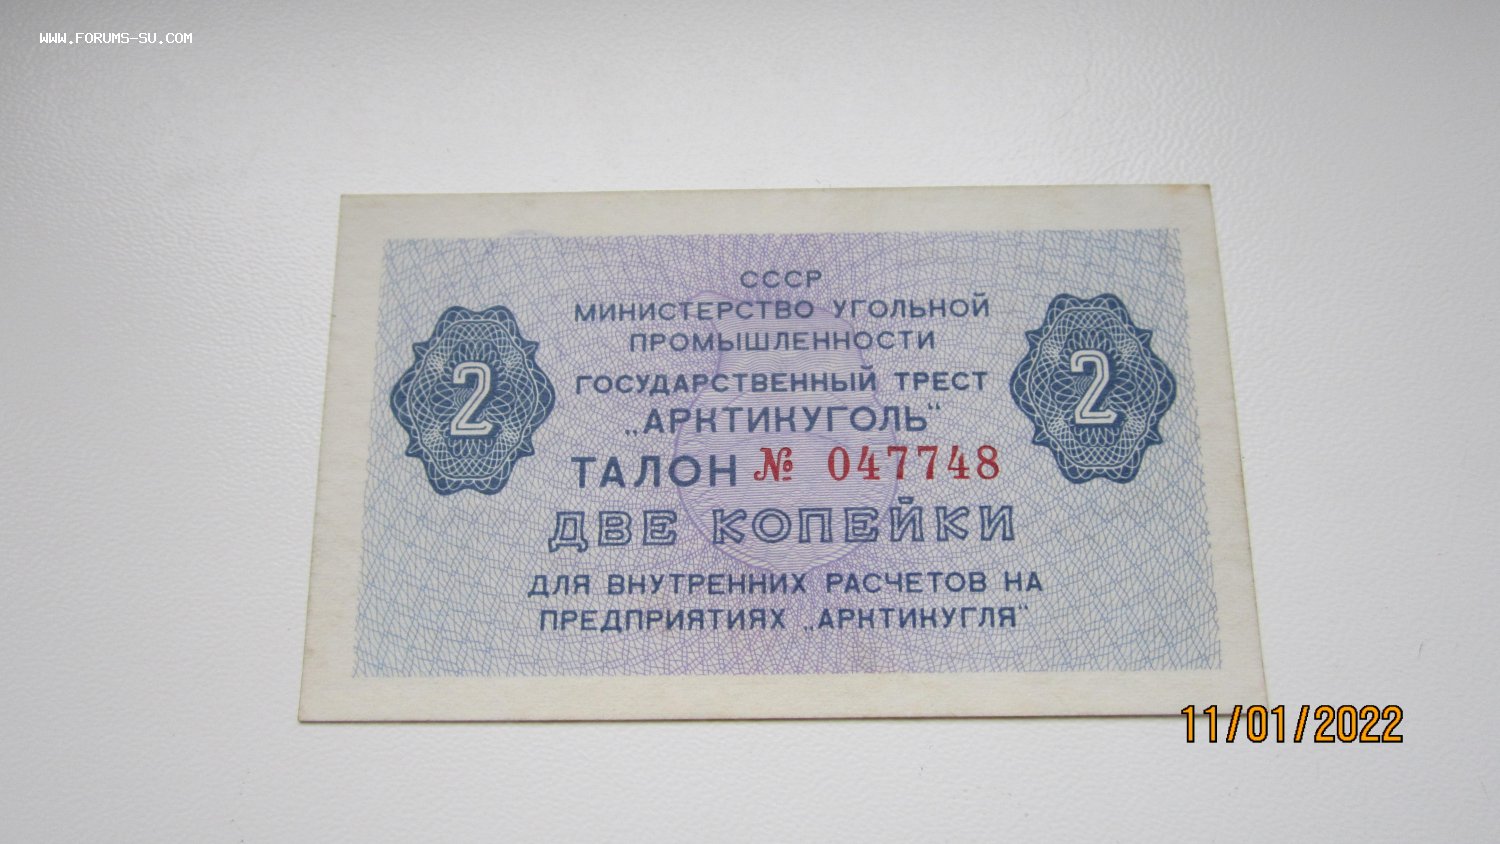 WWW.FORUMS-SU.COM
СССР
МИНИСТЕРСТВО УГОЛЬНОЙ
ПРОМЫШЛЕННОСТИ
ГОСУДАРСТВЕННЫЙ ТРЕСТ
„АРКТИКУГОЛЬ"
2 2
ТАЛОН № 047748
ДВЕ КОПЕЙКИ
ДЛЯ ВНУТРЕННИХ РАСЧЕТОВ НА
ПРЕДПРИЯТИЯХ „АРКТИКУГЛЯ"
11/01/2022